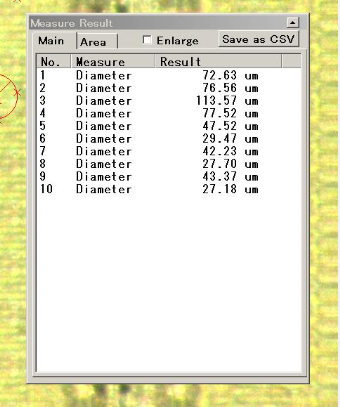 Measure Result
Main Area Enlarge Save as CSV
No. Measure Result
1 Diameter 72.63 um
2 Diameter 76.56 um
3 Diameter 113.57 um
4 Diameter 77.52 um
5 Diameter 47.52 um
6 Diameter 29.47 um
7 Diameter 42.23 um
8 Diameter 27.70 um
9 Diameter 43.37 um
10 Diameter 27.18 um